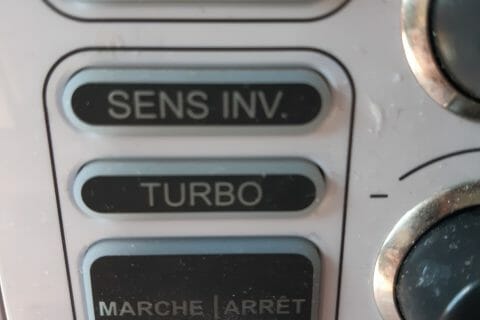 SENS INV.
TURBO
MARCHE | ARRÊT